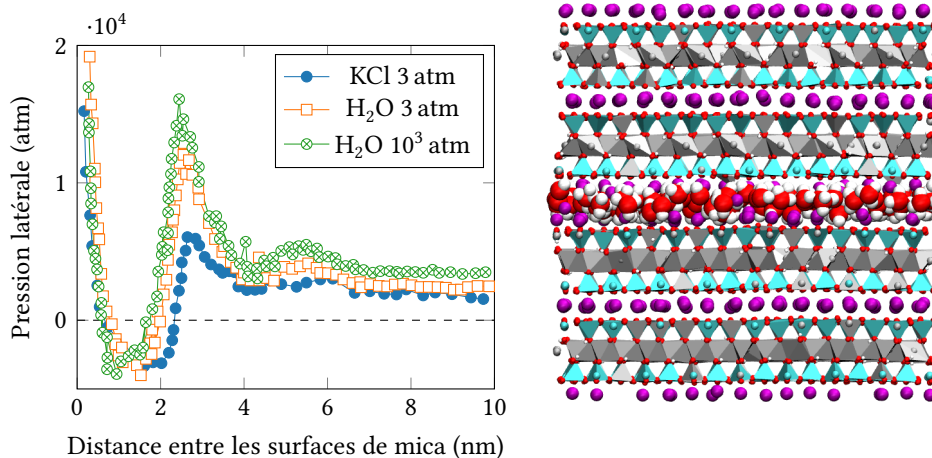 ·10⁴
2
1
0
Pression latérale (atm)
KCl 3 atm
H₂O 3 atm
H₂O 10³ atm
0 2 4 6 8 10
Distance entre les surfaces de mica (nm)